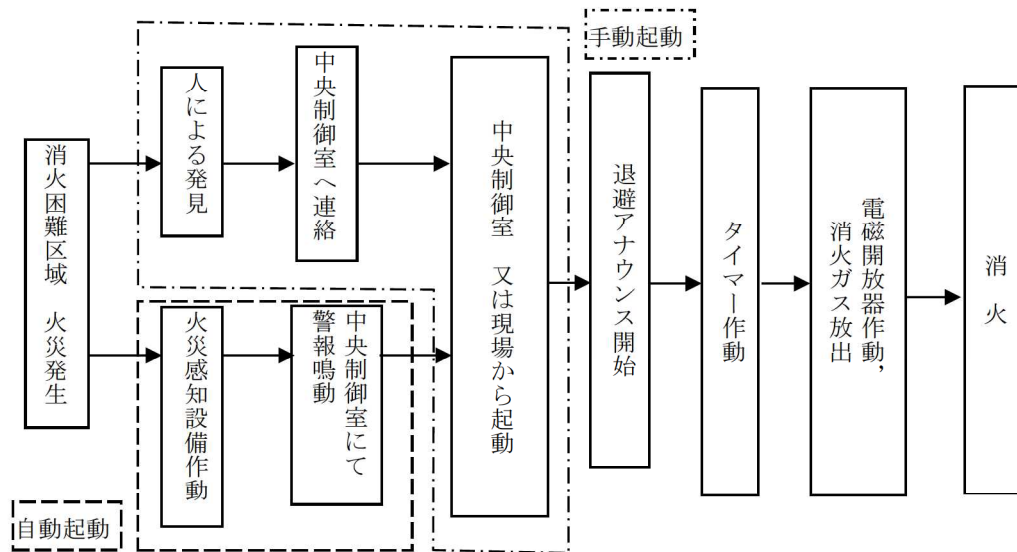 手動起動
消火困難区域　火災発生
人による発見
中央制御室へ連絡
火災感知設備作動
中央制御室にて
警報鳴動
中央制御室　又は現場から起動
退避アナウンス開始
タイマー作動
電磁開放器作動，
消火ガス放出
消　火
自動起動